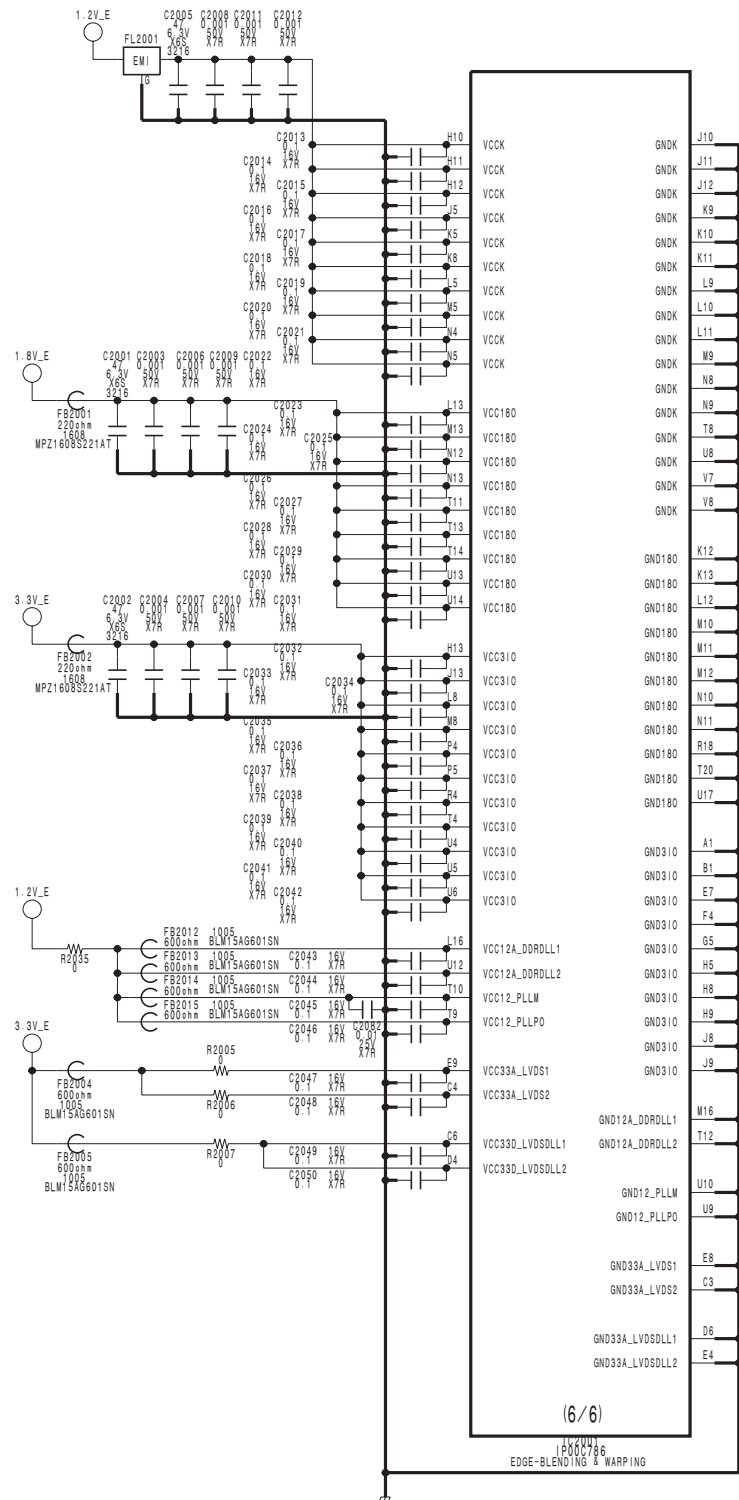 1.2V_E
FL2001
EMI
G
C2005
47
6.3V
X6S
3216
C2008
0.001
50V
X7R
C2011
0.001
50V
X7R
C2012
0.001
50V
X7R
C2013
0.1
16V
X7R
C2014
0.1
16V
X7R
C2015
0.1
16V
X7R
C2016
0.1
16V
X7R
C2017
0.1
16V
X7R
C2018
0.1
16V
X7R
C2019
0.1
16V
X7R
C2020
0.1
16V
X7R
C2021
0.1
16V
X7R
1.8V_E
FB2001
220ohm
1608
MPZ1608S221AT
C2001
47
6.3V
X6S
3216
C2003
0.001
50V
X7R
C2006
0.001
50V
X7R
C2009
0.001
50V
X7R
C2022
0.1
16V
X7R
C2023
0.1
16V
X7R
C2024
0.1
16V
X7R
C2025
0.1
16V
X7R
C2026
0.1
16V
X7R
C2027
0.1
16V
X7R
C2028
0.1
16V
X7R
C2029
0.1
16V
X7R
C2030
0.1
16V
X7R
C2031
0.1
16V
X7R
3.3V_E
FB2002
220ohm
1608
MPZ1608S221AT
C2002
47
6.3V
X6S
3216
C2004
0.001
50V
X7R
C2007
0.001
50V
X7R
C2010
0.001
50V
X7R
C2032
0.1
16V
X7R
C2033
0.1
16V
X7R
C2034
0.1
16V
X7R
C2035
0.1
16V
X7R
C2036
0.1
16V
X7R
C2037
0.1
16V
X7R
C2038
0.1
16V
X7R
C2039
0.1
16V
X7R
C2040
0.1
16V
X7R
C2041
0.1
16V
X7R
C2042
0.1
16V
X7R
1.2V_E
R2035
0
FB2012 1005
600ohm BLM15AG601SN
FB2013 1005
600ohm BLM15AG601SN
FB2014 1005
600ohm BLM15AG601SN
FB2015 1005
600ohm BLM15AG601SN
C2043 16V
0.1 X7R
C2044 16V
0.1 X7R
C2045 16V
0.1 X7R
C2046 16V
0.1 X7R
C2082
0.01
25V
X7R
3.3V_E
FB2004
600ohm
1005
BLM15AG601SN
R2005
0
R2006
0
C2047 16V
0.1 X7R
C2048 16V
0.1 X7R
FB2005
600ohm
1005
BLM15AG601SN
R2007
0
C2049 16V
0.1 X7R
C2050 16V
0.1 X7R
H10 VCCK
H11 VCCK
H12 VCCK
J5 VCCK
K5 VCCK
K8 VCCK
L5 VCCK
M5 VCCK
N4 VCCK
N5 VCCK
L13 VCC18O
M13 VCC18O
N12 VCC18O
N13 VCC18O
T11 VCC18O
T13 VCC18O
T14 VCC18O
U13 VCC18O
U14 VCC18O
H13 VCC3IO
J13 VCC3IO
L8 VCC3IO
M8 VCC3IO
P4 VCC3IO
P5 VCC3IO
R4 VCC3IO
T4 VCC3IO
U4 VCC3IO
U5 VCC3IO
U6 VCC3IO
L16 VCC12A_DDRDLL1
U12 VCC12A_DDRDLL2
T10 VCC12_PLLM
T9 VCC12_PLLPO
E9 VCC33A_LVDS1
C4 VCC33A_LVDS2
C6 VCC33D_LVDSDLL1
D4 VCC33D_LVDSDLL2
GNDK J10
GNDK J11
GNDK J12
GNDK K9
GNDK K10
GNDK K11
GNDK L9
GNDK L10
GNDK L11
GNDK M9
GNDK N8
GNDK N9
GNDK T8
GNDK U8
GNDK V7
GNDK V8
GND18O K12
GND18O K13
GND18O L12
GND18O M10
GND18O M11
GND18O M12
GND18O N10
GND18O N11
GND18O R18
GND18O T20
GND18O U17
GND3IO A1
GND3IO B1
GND3IO E7
GND3IO F4
GND3IO G5
GND3IO H5
GND3IO H8
GND3IO H9
GND3IO J8
GND3IO J9
GND12A_DDRDLL1 M16
GND12A_DDRDLL2 T12
GND12_PLLM U10
GND12_PLLPO U9
GND33A_LVDS1 E8
GND33A_LVDS2 C3
GND33A_LVDSDLL1 D6
GND33A_LVDSDLL2 E4
(6/6)
IC2001
IP00C786
EDGE-BLENDING & WARPING